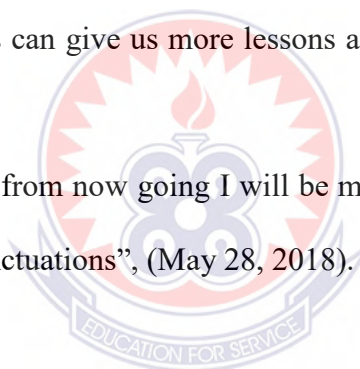 can give us more lessons a
from now going I will be m
ctuations”, (May 28, 2018).
EDUCATION FOR SERVICE